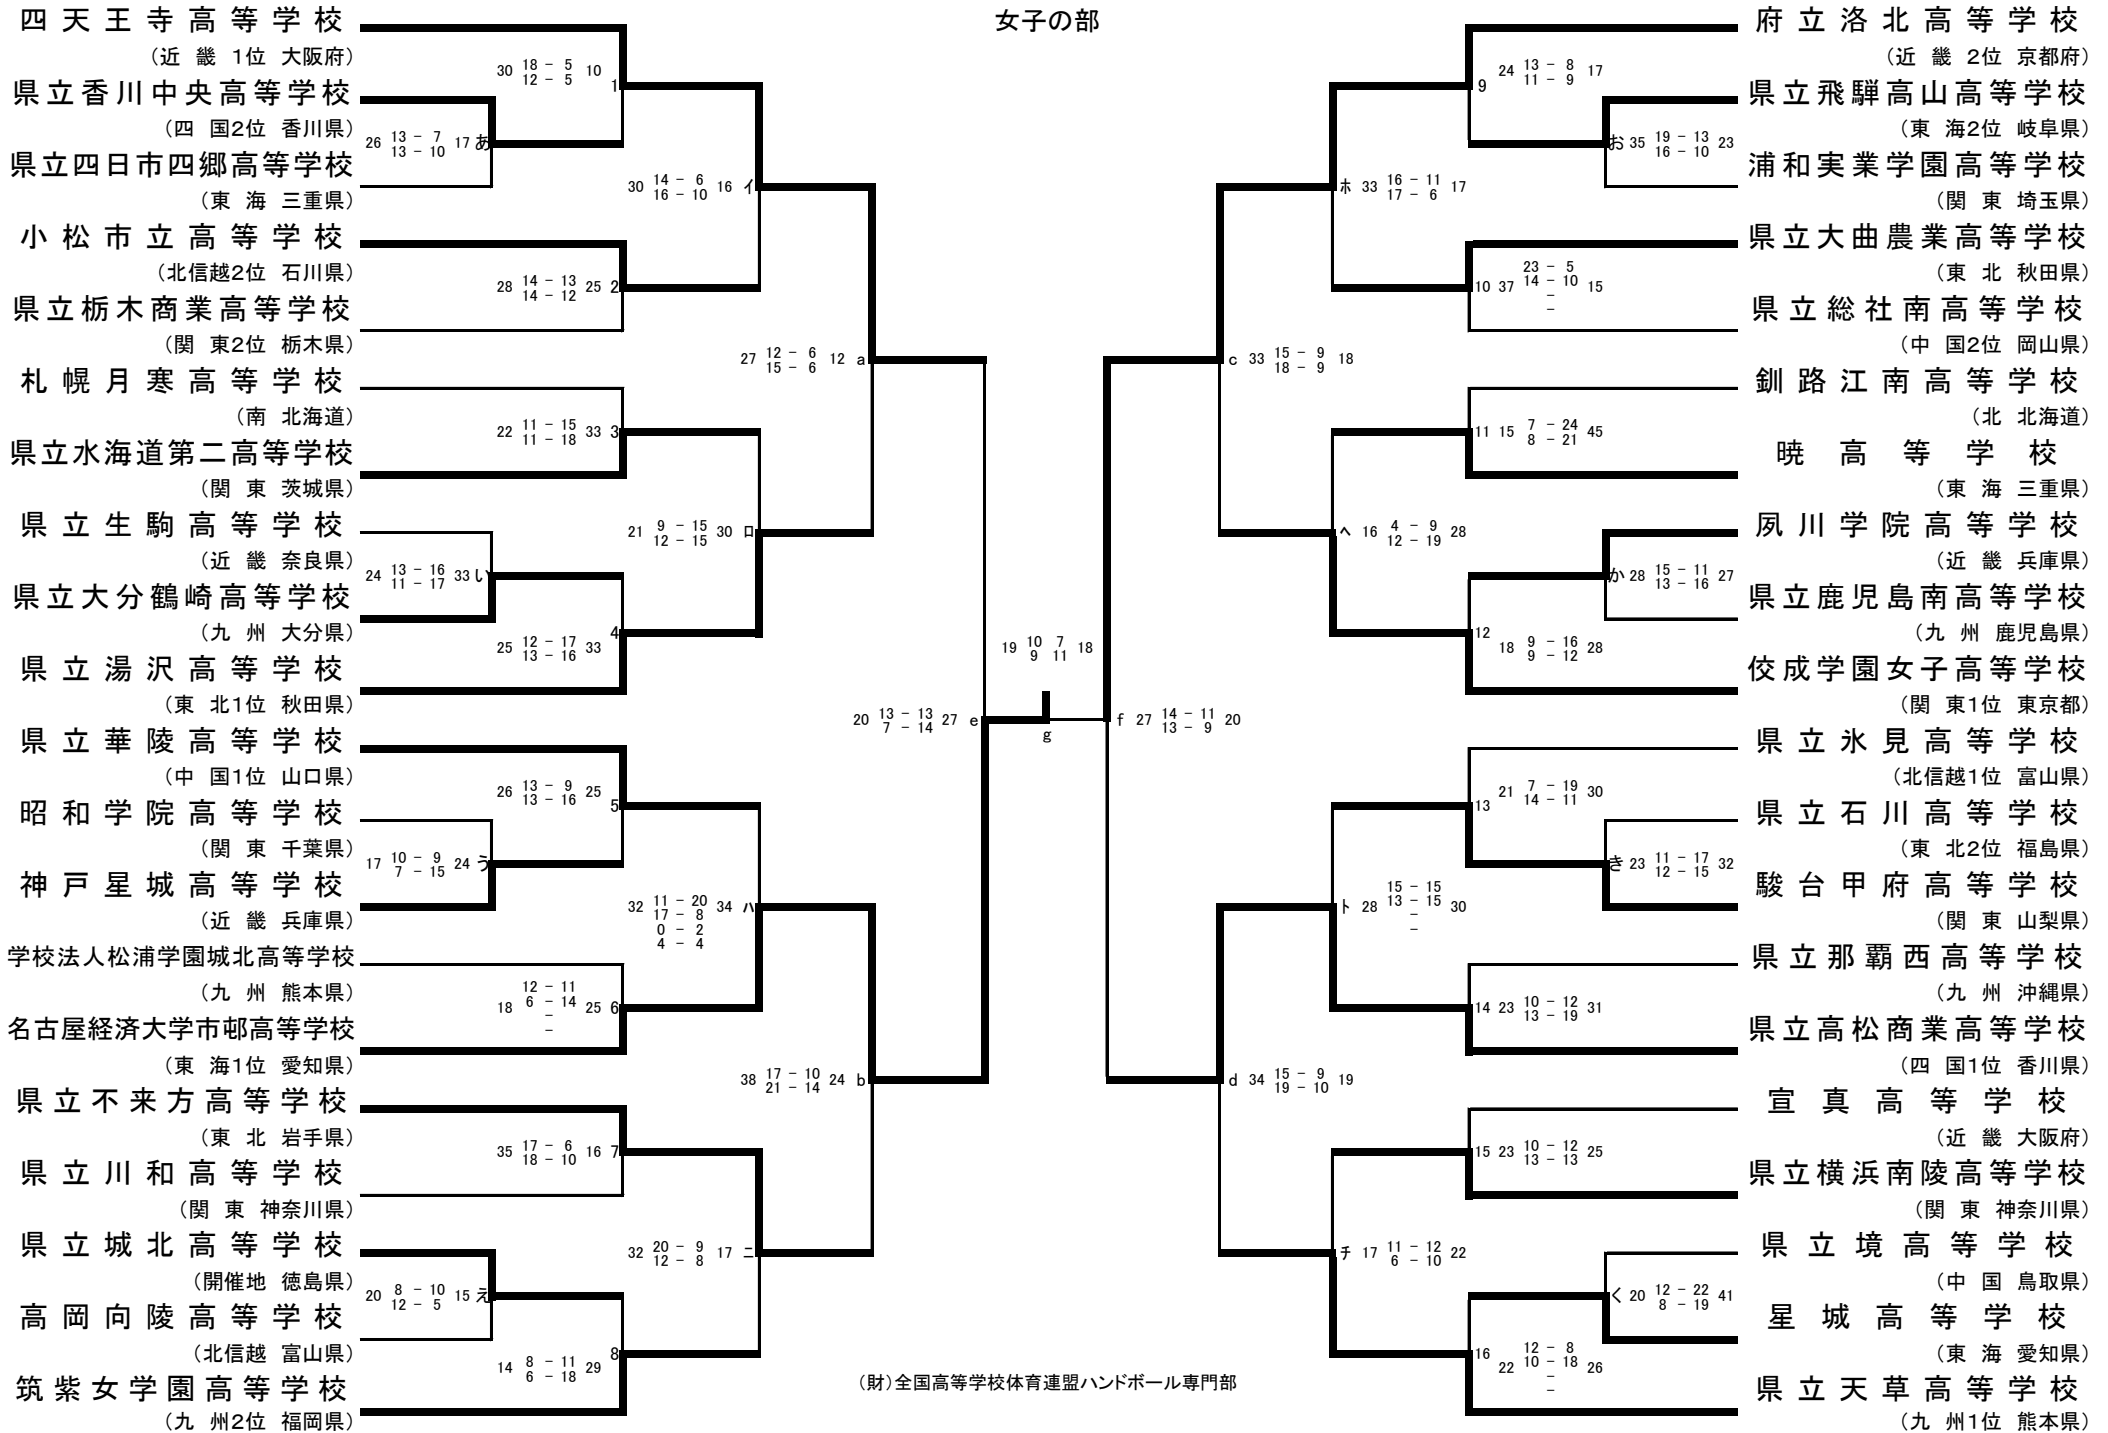 女子の部
四天王寺高等学校
（近 畿 1位 大阪府）
30 18 - 5 10
12 - 5
1
県立香川中央高等学校
（四 国2位 香川県）
26 13 - 7 17 あ
13 - 10
県立四日市四郷高等学校
（東 海 三重県）
30 14 - 6 16 イ
16 - 10
小松市立高等学校
（北信越2位 石川県）
28 14 - 13 25 2
14 - 12
県立栃木商業高等学校
（関 東2位 栃木県）
27 12 - 6 12 a
15 - 6
札幌月寒高等学校
（南 北海道）
22 11 - 15 33 3
11 - 18
県立水海道第二高等学校
（関 東 茨城県）
21 9 - 15 30 ロ
12 - 15
県立生駒高等学校
（近 畿 奈良県）
24 13 - 16 33 い
11 - 17
県立大分鶴崎高等学校
（九 州 大分県）
25 12 - 17 33 4
13 - 16
県立湯沢高等学校
（東 北1位 秋田県）
20 13 - 13 27 e
7 - 14
県立華陵高等学校
（中 国1位 山口県）
26 13 - 9 25 5
13 - 16
昭和学院高等学校
（関 東 千葉県）
17 10 - 9 24 う
7 - 15
神戸星城高等学校
（近 畿 兵庫県）
32 11 - 20 34 ハ
17 - 8
0 - 2
4 - 4
学校法人松浦学園城北高等学校
（九 州 熊本県）
18 12 - 11 25 6
6 - 14
-
-
名古屋経済大学市邨高等学校
（東 海1位 愛知県）
38 17 - 10 24 b
21 - 14
県立不来方高等学校
（東 北 岩手県）
35 17 - 6 16 7
18 - 10
県立川和高等学校
（関 東 神奈川県）
32 20 - 9 17 ニ
12 - 8
県立城北高等学校
（開催地 徳島県）
20 8 - 10 15 え
12 - 5
高岡向陵高等学校
（北信越 富山県）
14 8 - 11 29 8
6 - 18
筑紫女学園高等学校
（九 州2位 福岡県）
19 10 7 18
9 11
g
府立洛北高等学校
（近 畿 2位 京都府）
9 24 13 - 8 17
11 - 9
県立飛騨高山高等学校
（東 海2位 岐阜県）
お 35 19 - 13 23
16 - 10
浦和実業学園高等学校
（関 東 埼玉県）
ホ 33 16 - 11 17
17 - 6
県立大曲農業高等学校
（東 北 秋田県）
10 37 23 - 5 15
14 - 10
-
-
県立総社南高等学校
（中 国2位 岡山県）
c 33 15 - 9 18
18 - 9
釧路江南高等学校
（北 北海道）
11 15 7 - 24 45
8 - 21
暁高等学校
（東 海 三重県）
ヘ 16 4 - 9 28
12 - 19
夙川学院高等学校
（近 畿 兵庫県）
か 28 15 - 11 27
13 - 16
県立鹿児島南高等学校
（九 州 鹿児島県）
12 18 9 - 16 28
9 - 12
佼成学園女子高等学校
（関 東1位 東京都）
f 27 14 - 11 20
13 - 9
県立氷見高等学校
（北信越1位 富山県）
13 21 7 - 19 30
14 - 11
県立石川高等学校
（東 北2位 福島県）
き 23 11 - 17 32
12 - 15
駿台甲府高等学校
（関 東 山梨県）
ト 28 15 - 15 30
13 - 15
-
-
県立那覇西高等学校
（九 州 沖縄県）
14 23 10 - 12 31
13 - 19
県立高松商業高等学校
（四 国1位 香川県）
d 34 15 - 9 19
19 - 10
宣真高等学校
（近 畿 大阪府）
15 23 10 - 12 25
13 - 13
県立横浜南陵高等学校
（関 東 神奈川県）
チ 17 11 - 12 22
6 - 10
県立境高等学校
（中 国 鳥取県）
く 20 12 - 22 41
8 - 19
星城高等学校
（東 海 愛知県）
16 22 12 - 8 26
10 - 18
-
-
県立天草高等学校
（九 州1位 熊本県）
（財）全国高等学校体育連盟ハンドボール専門部